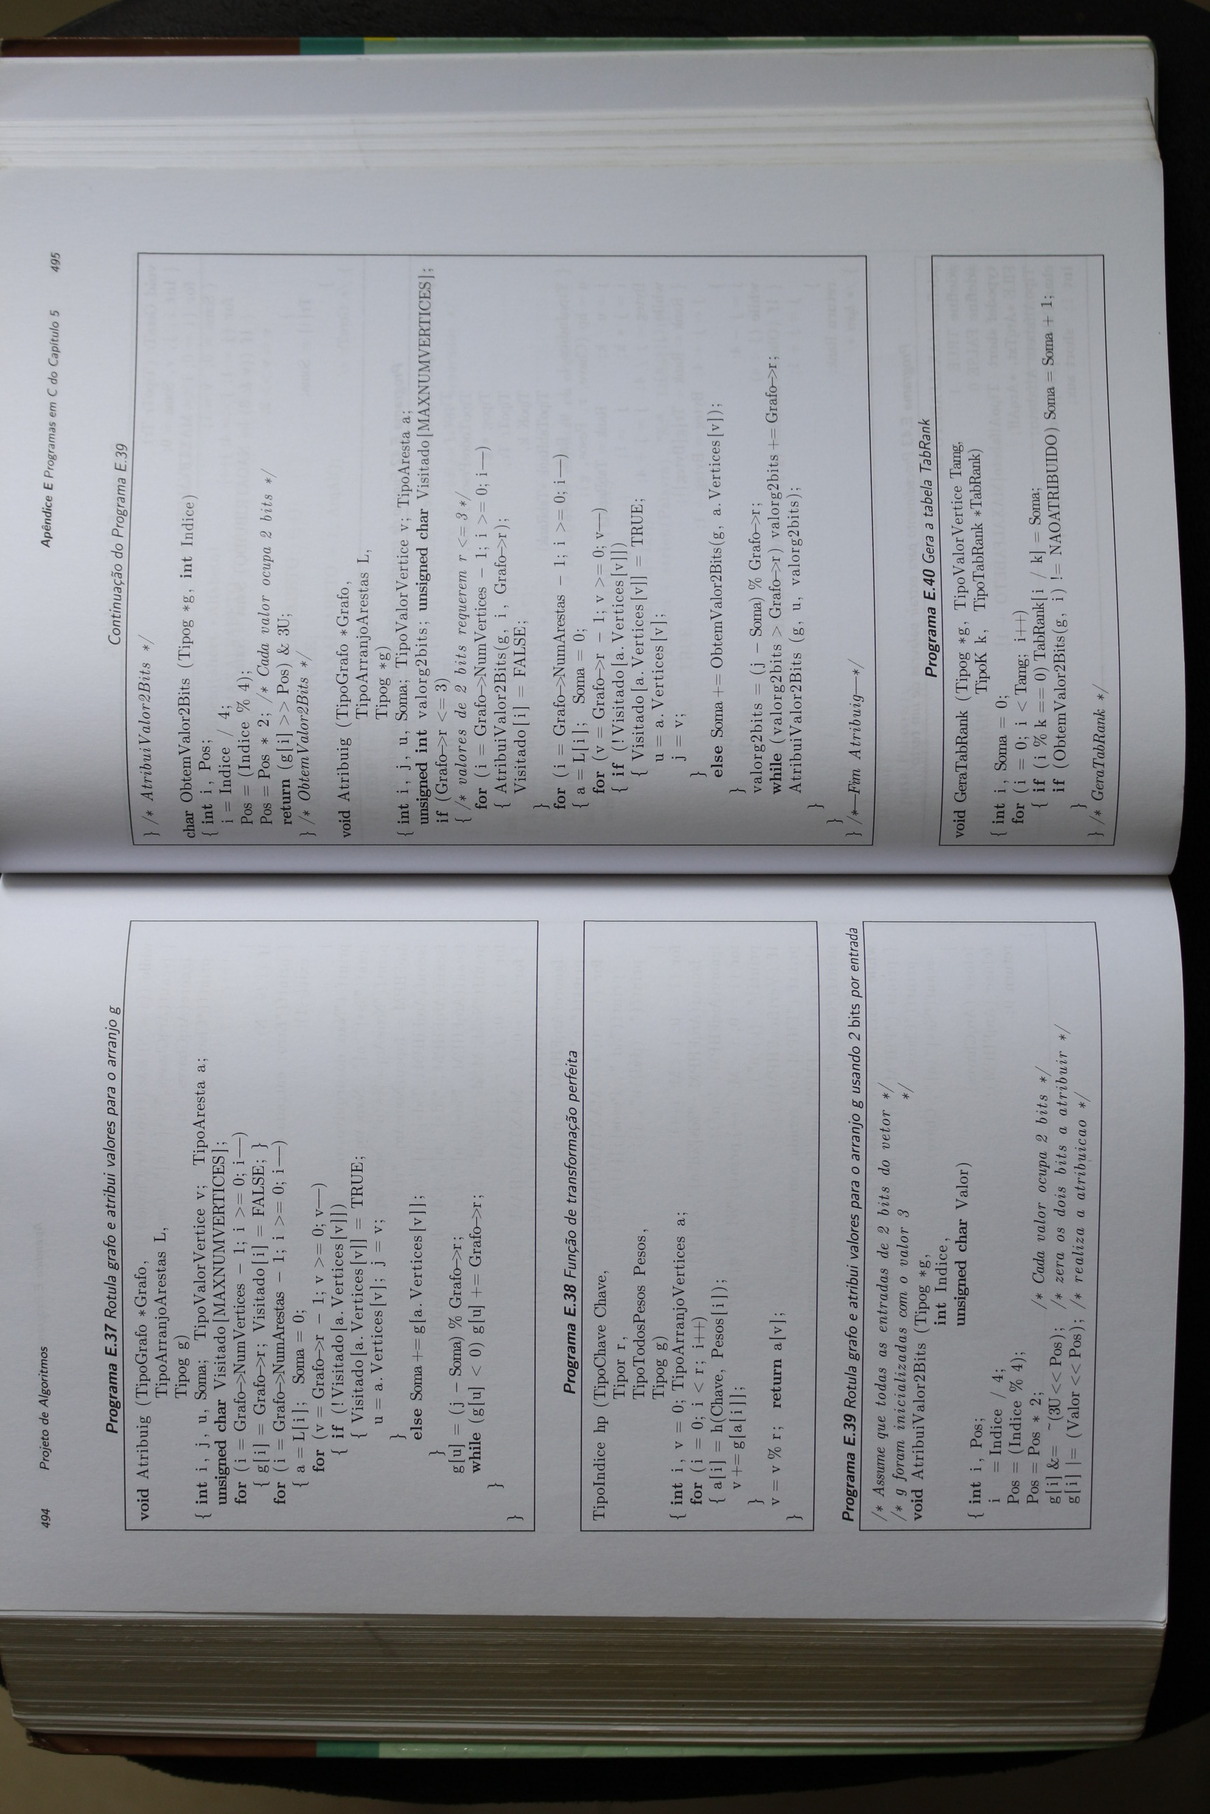 494 Projeto de Algoritmos
Programa E.37 Rotula grafo e atribui valores para o arranjo g
void Atribuig (TipoGrafo *Grafo,
TipoArranjoArestas L,
Tipog g)
{ int i, j, u, Soma; TipoValorVertice v; TipoAresta a;
unsigned char Visitado[MAXNUMVERTICES];
for (i = Grafo->NumVertices - 1; i >= 0; i--)
{ g[i] = Grafo->r; Visitado[i] = FALSE; }
for (i = Grafo->NumArestas - 1; i >= 0; i--)
{ a = L[i]; Soma = 0;
for (v = Grafo->r - 1; v >= 0; v--)
{ if (!Visitado[a.Vertices[v]])
{ Visitado[a.Vertices[v]] = TRUE;
u = a.Vertices[v]; j = v;
}
else Soma += g[a.Vertices[v]];
}
g[u] = (j - Soma) % Grafo->r;
while (g[u] < 0) g[u] += Grafo->r;
}
}
Programa E.38 Função de transformação perfeita
TipoIndice hp (TipoChave Chave,
Tipor r,
TipoTodosPesos Pesos,
Tipog g)
{ int i, v = 0; TipoArranjoVertices a;
for (i = 0; i < r; i++)
{ a[i] = h(Chave, Pesos[i]);
v += g[a[i]];
}
v = v % r; return a[v];
}
Programa E.39 Rotula grafo e atribui valores para o arranjo g usando 2 bits por entrada
/* Assume que todas as entradas de 2 bits do vetor */
/* g foram inicializadas com o valor 3 */
void AtribuiValor2Bits (Tipog *g,
int Indice,
unsigned char Valor)
{ int i, Pos;
i = Indice / 4;
Pos = (Indice % 4);
Pos = Pos * 2; /* Cada valor ocupa 2 bits */
g[i] &= ~(3U << Pos); /* zera os dois bits a atribuir */
g[i] |= (Valor << Pos); /* realiza a atribuicao */
Apêndice E Programas em C do Capítulo 5 495
Continuação do Programa E.39
} /* AtribuiValor2Bits */
char ObtemValor2Bits (Tipog *g, int Indice)
{ int i, Pos;
i = Indice / 4;
Pos = (Indice % 4);
Pos = Pos * 2; /* Cada valor ocupa 2 bits */
return (g[i] >> Pos) & 3U;
} /* ObtemValor2Bits */
void Atribuig (TipoGrafo *Grafo,
TipoArranjoArestas L,
Tipog *g)
{ int i, j, u, Soma; TipoValorVertice v; TipoAresta a;
unsigned int valorg2bits; unsigned char Visitado[MAXNUMVERTICES];
if (Grafo->r <= 3)
{ /* valores de 2 bits requerem r <= 3 */
for (i = Grafo->NumVertices - 1; i >= 0; i--)
{ AtribuiValor2Bits(g, i, Grafo->r);
Visitado[i] = FALSE;
}
for (i = Grafo->NumArestas - 1; i >= 0; i--)
{ a = L[i]; Soma = 0;
for (v = Grafo->r - 1; v >= 0; v--)
{ if (!Visitado[a.Vertices[v]])
{ Visitado[a.Vertices[v]] = TRUE;
u = a.Vertices[v];
j = v;
}
else Soma += ObtemValor2Bits(g, a.Vertices[v]);
}
valorg2bits = (j - Soma) % Grafo->r;
while (valorg2bits > Grafo->r) valorg2bits += Grafo->r;
AtribuiValor2Bits (g, u, valorg2bits);
}
}
} /*--Fim Atribuig--*/
Programa E.40 Gera a tabela TabRank
void GeraTabRank (Tipog *g, TipoValorVertice Tamg,
TipoK k, TipoTabRank *TabRank)
{ int i, Soma = 0;
for (i = 0; i < Tamg; i++)
{ if (i % k == 0) TabRank[i / k] = Soma;
if (ObtemValor2Bits(g, i) != NAOATRIBUIDO) Soma = Soma + 1;
}
} /* GeraTabRank */